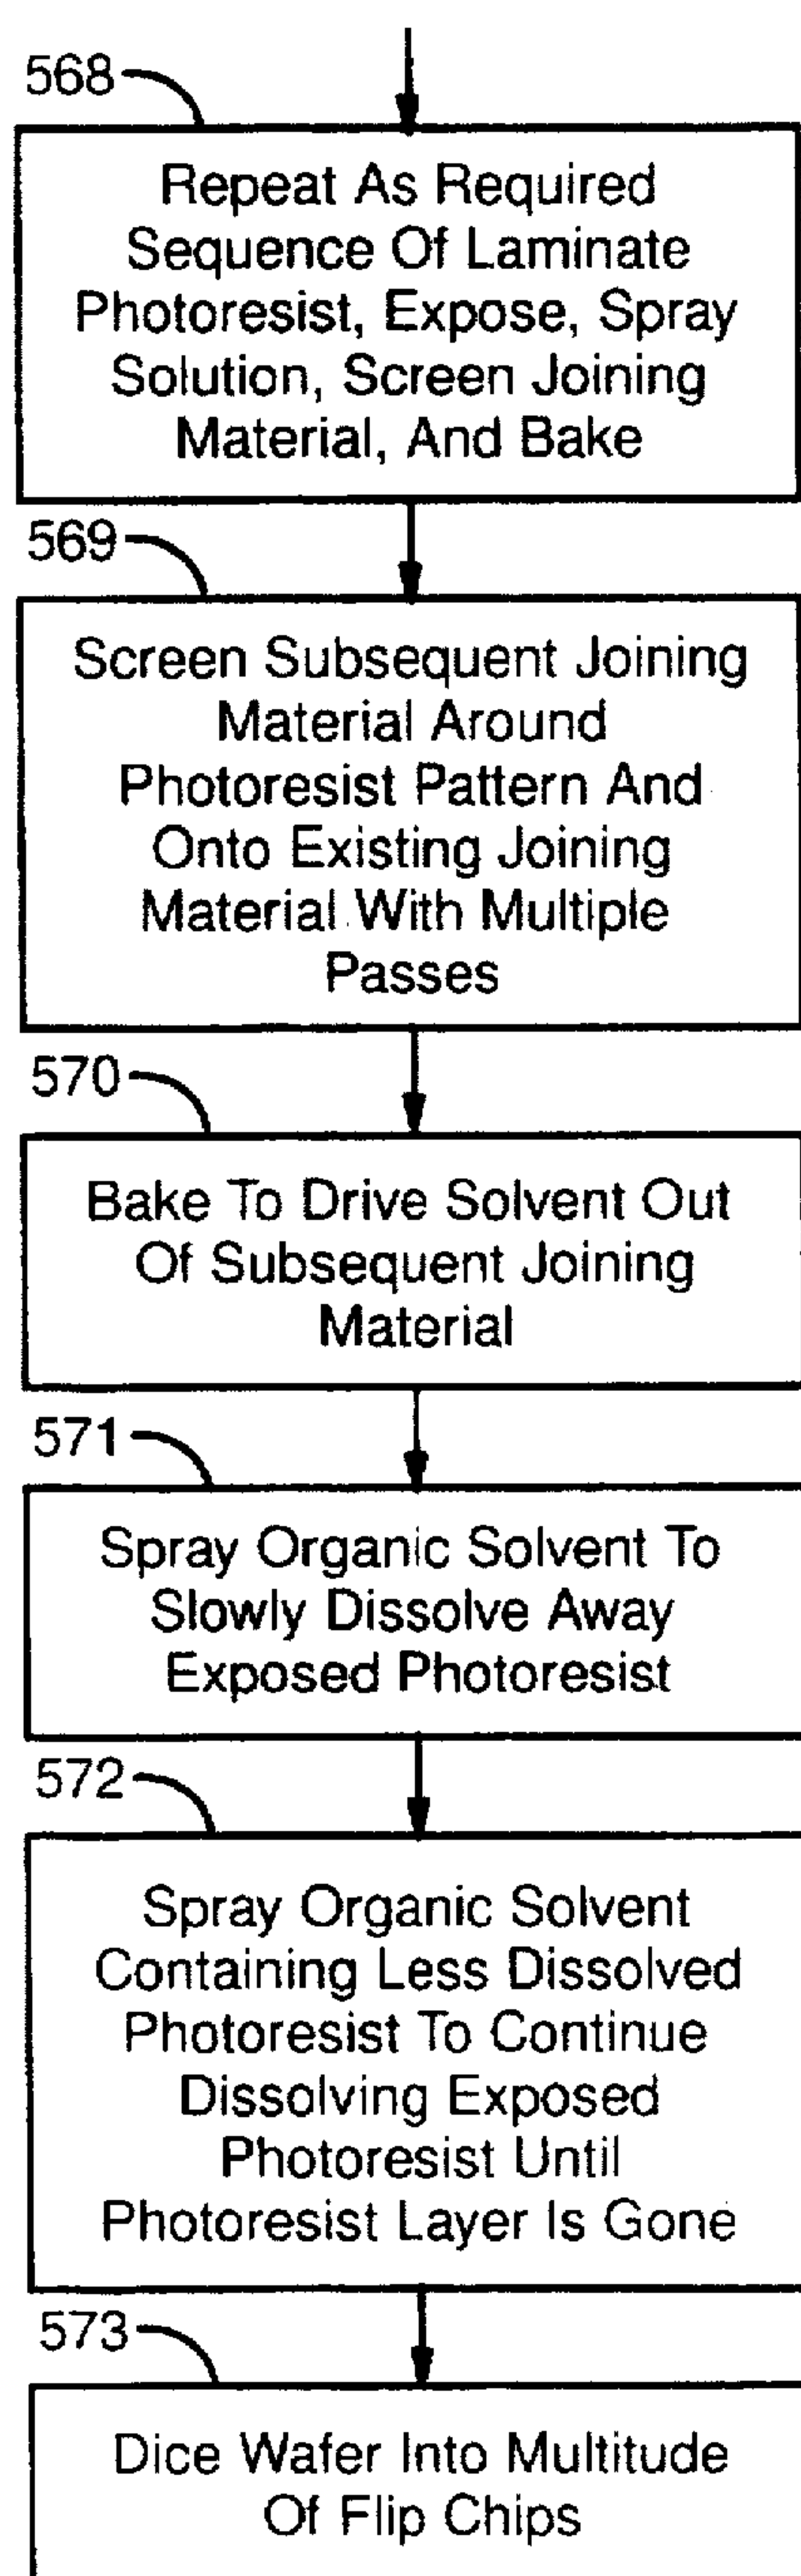 568
Repeat As Required
Sequence Of Laminate
Photoresist, Expose, Spray
Solution, Screen Joining
Material, And Bake
569
Screen Subsequent Joining
Material Around
Photoresist Pattern And
Onto Existing Joining
Material With Multiple
Passes
570
Bake To Drive Solvent Out
Of Subsequent Joining
Material
571
Spray Organic Solvent To
Slowly Dissolve Away
Exposed Photoresist
572
Spray Organic Solvent
Containing Less Dissolved
Photoresist To Continue
Dissolving Exposed
Photoresist Until
Photoresist Layer Is Gone
573
Dice Wafer Into Multitude
Of Flip Chips